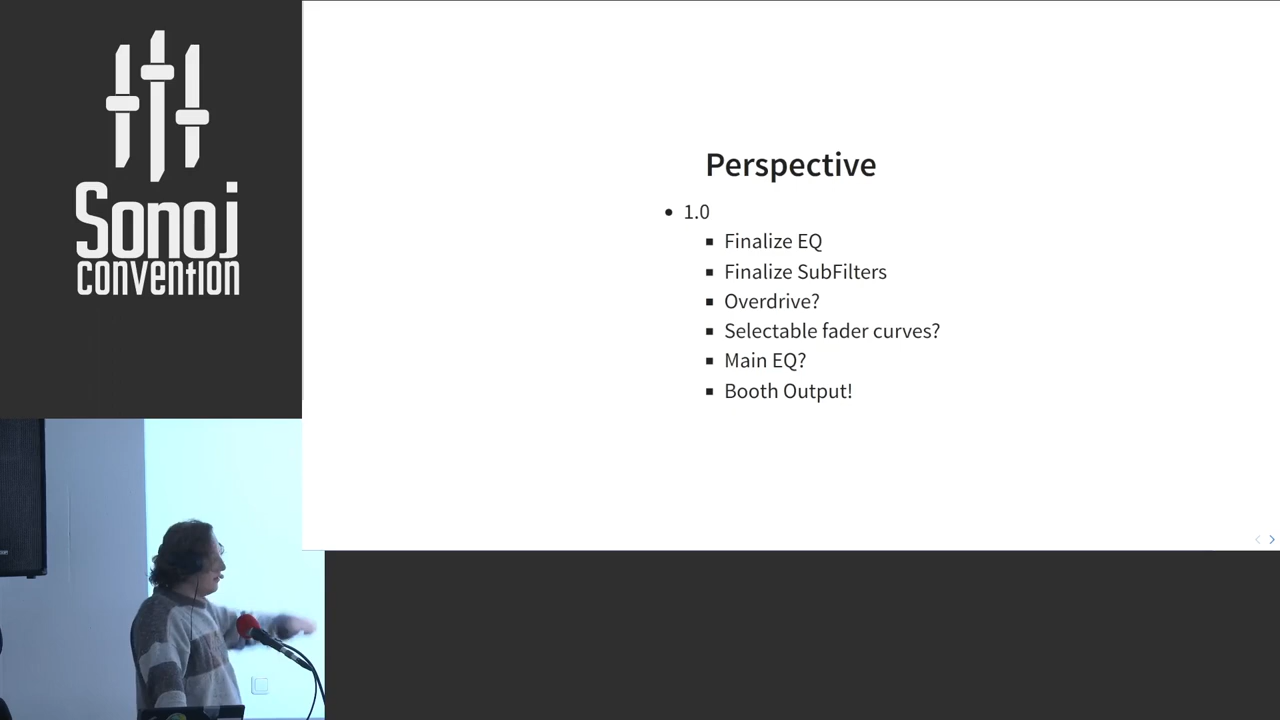 Sonoj
convention
Perspective
1.0
Finalize EQ
Finalize SubFilters
Overdrive?
Selectable fader curves?
Main EQ?
Booth Output!